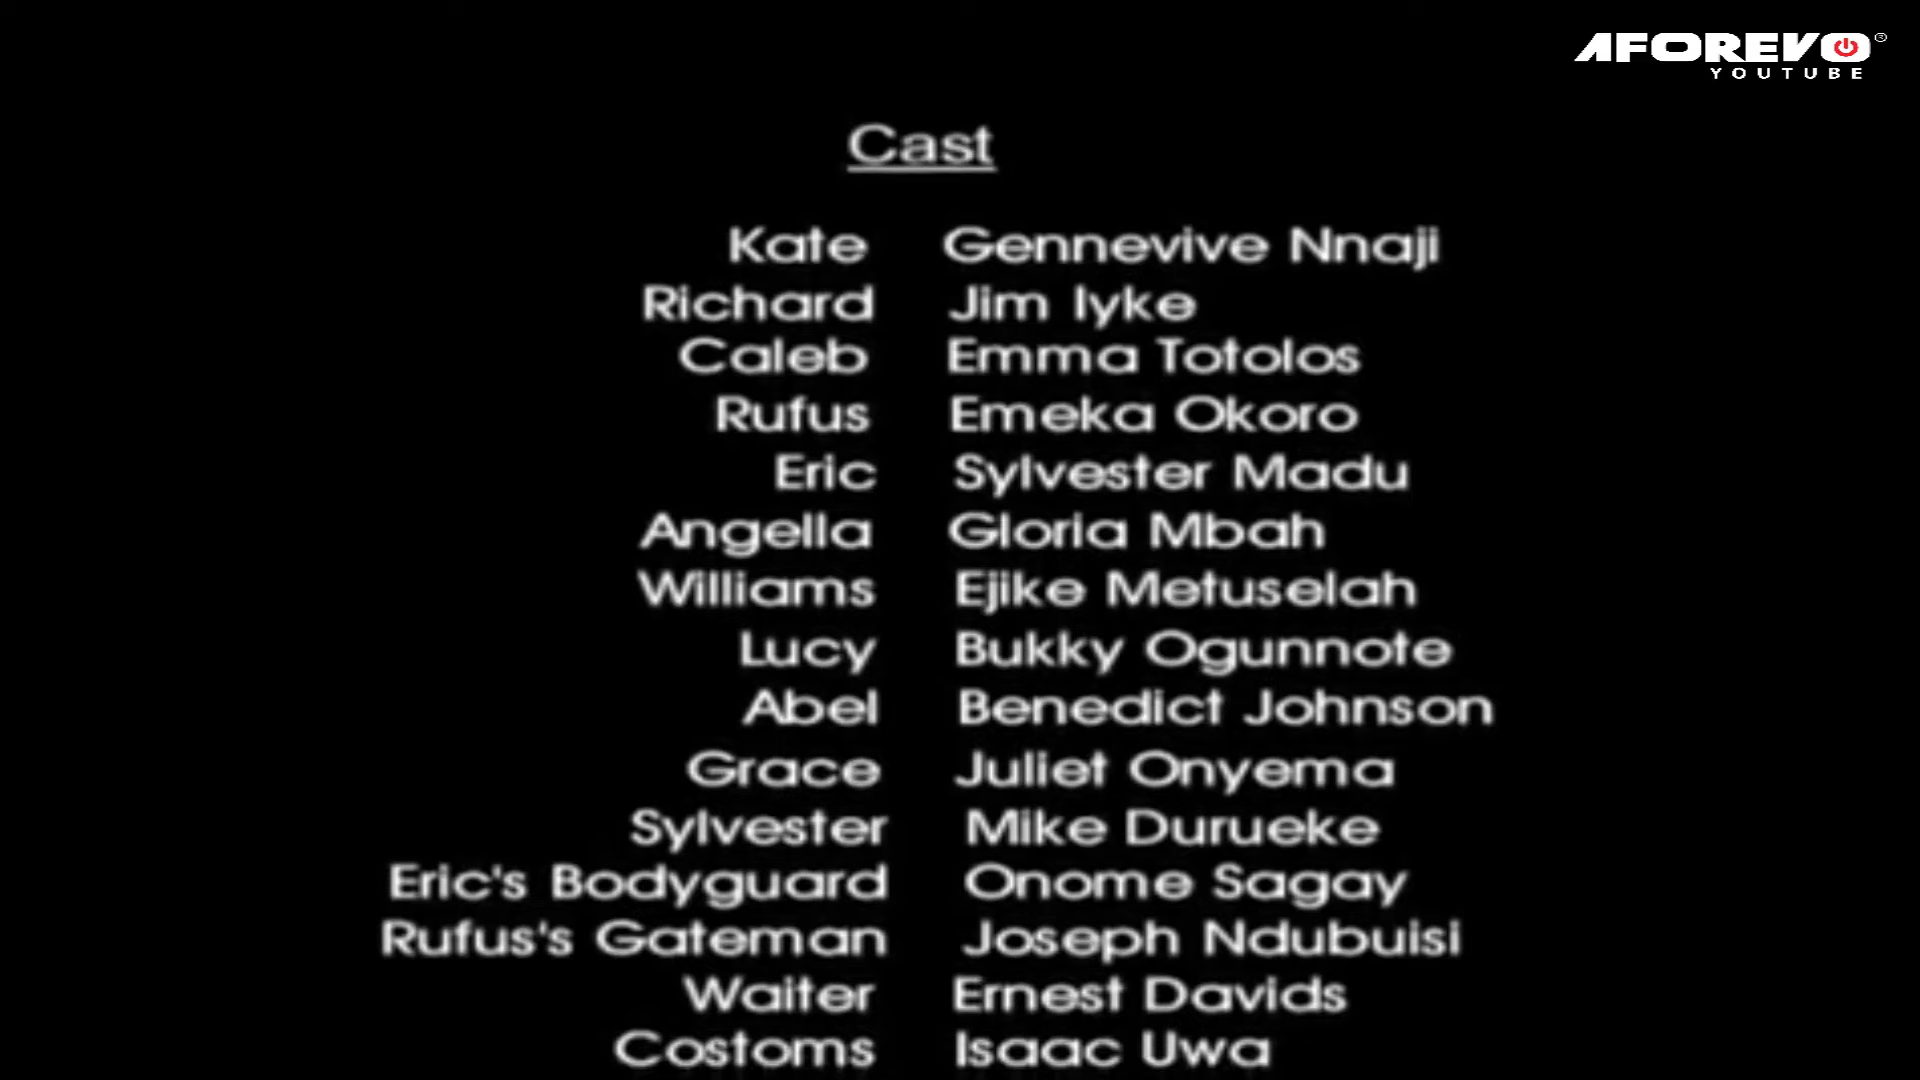 AFOREVO®
YOUTUBE
Cast
Kate Gennevive Nnaji
Richard Jim Iyke
Caleb Emma Totolos
Rufus Emeka Okoro
Eric Sylvester Madu
Angella Gloria Mbah
Williams Ejike Metuselah
Lucy Bukky Ogunnote
Abel Benedict Johnson
Grace Juliet Onyema
Sylvester Mike Durueke
Eric's Bodyguard Onome Sagay
Rufus's Gateman Joseph Ndubuisi
Waiter Ernest Davids
Costoms Isaac Uwa